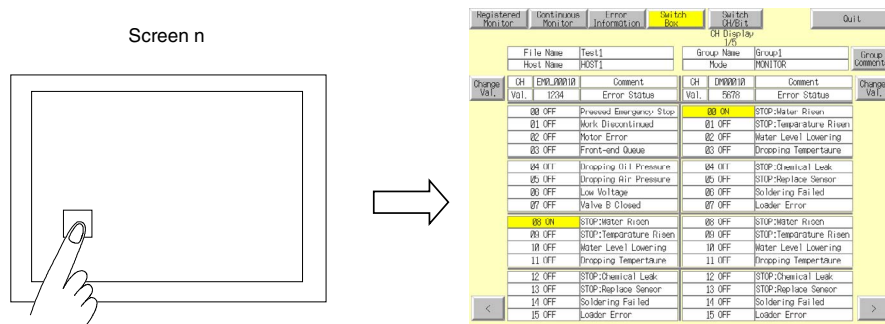 Screen n
Registered Monitor
Continuous Monitor
Error Information
Switch Box
Switch CH/Bit
Quit
CH Display
1/5
File Name Test1 Group Name Group1
Host Name HOST1 Mode MONITOR
Group Comment
Change Val.
CH EM0_00010 Comment CH DM00010 Comment
Val. 1234 Error Status Val. 5678 Error Status
Change Val.
00 OFF Pressed Emergency Stop 00 ON STOP:Water Risen
01 OFF Work Discontinued 01 OFF STOP:Temparature Risen
02 OFF Motor Error 02 OFF Water Level Lowering
03 OFF Front-end Queue 03 OFF Dropping Tempertaure
04 OFF Dropping Oil Pressure 04 OFF STOP:Chemical Leak
05 OFF Dropping Air Pressure 05 OFF STOP:Replace Sensor
06 OFF Low Voltage 06 OFF Soldering Failed
07 OFF Valve B Closed 07 OFF Loader Error
08 ON STOP:Water Risen 08 OFF STOP:Water Risen
09 OFF STOP:Temparature Risen 09 OFF STOP:Temparature Risen
10 OFF Water Level Lowering 10 OFF Water Level Lowering
11 OFF Dropping Tempertaure 11 OFF Dropping Tempertaure
12 OFF STOP:Chemical Leak 12 OFF STOP:Chemical Leak
13 OFF STOP:Replace Sensor 13 OFF STOP:Replace Sensor
14 OFF Soldering Failed 14 OFF Soldering Failed
15 OFF Loader Error 15 OFF Loader Error
< >